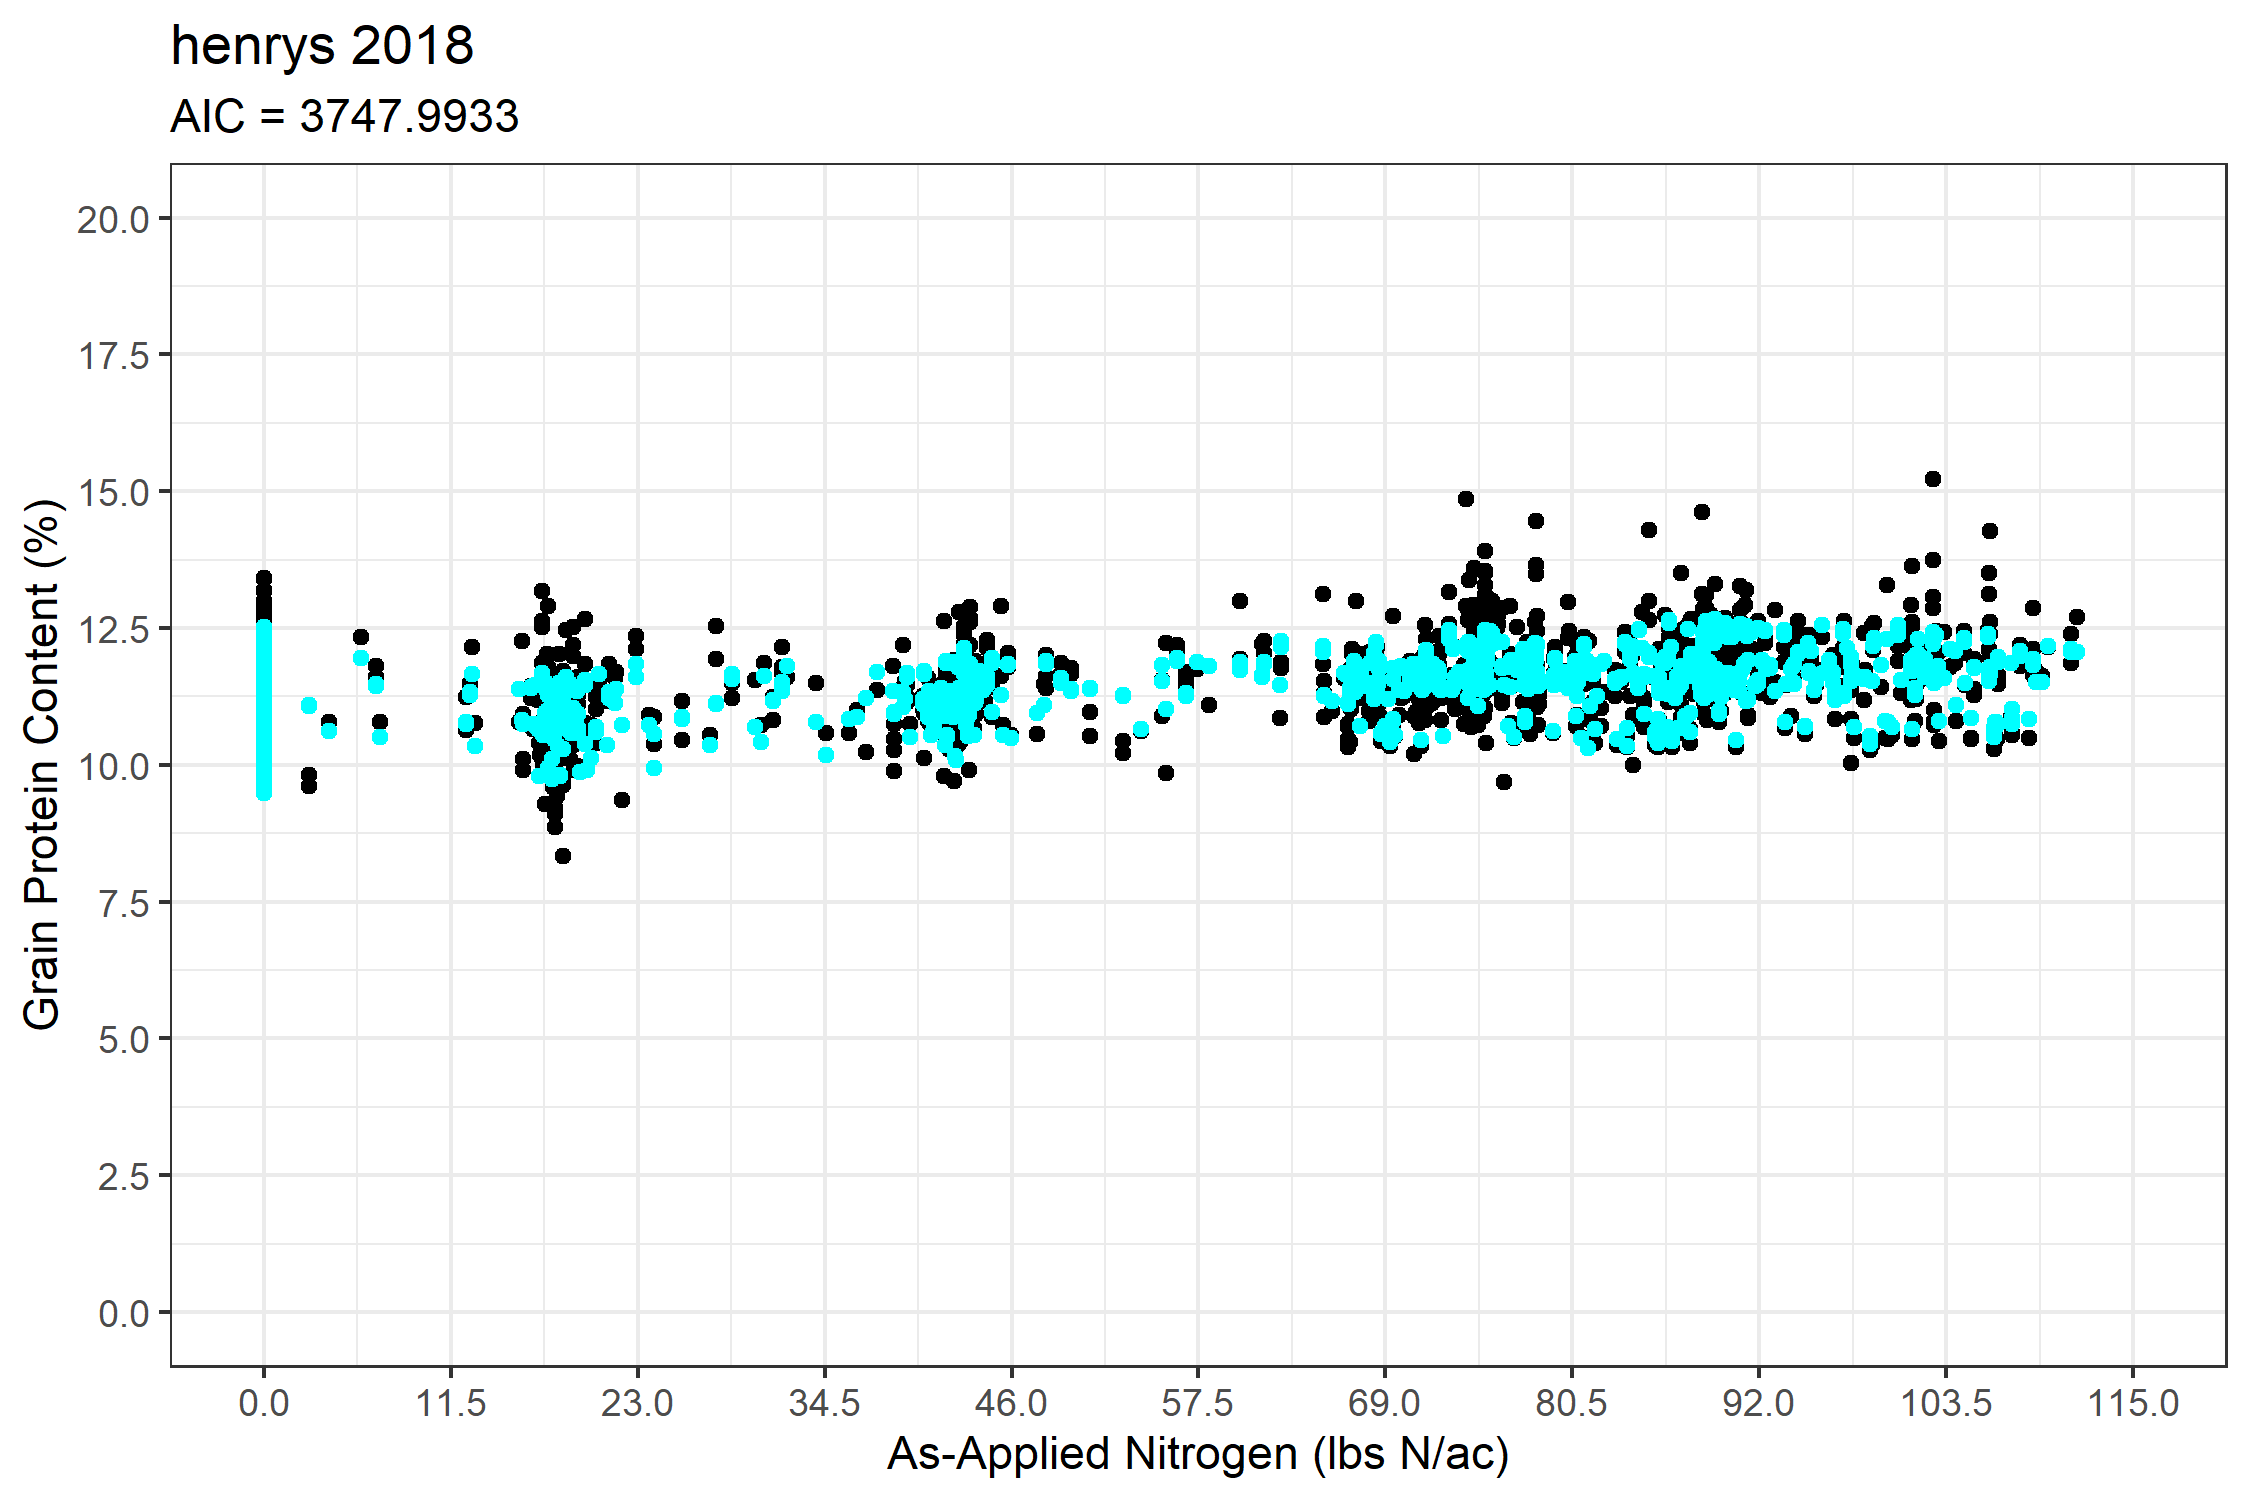 henrys 2018
AIC = 3747.9933
Grain Protein Content (%)
20.0
17.5
15.0
12.5
10.0
7.5
5.0
2.5
0.0
0.0 11.5 23.0 34.5 46.0 57.5 69.0 80.5 92.0 103.5 115.0
As-Applied Nitrogen (lbs N/ac)